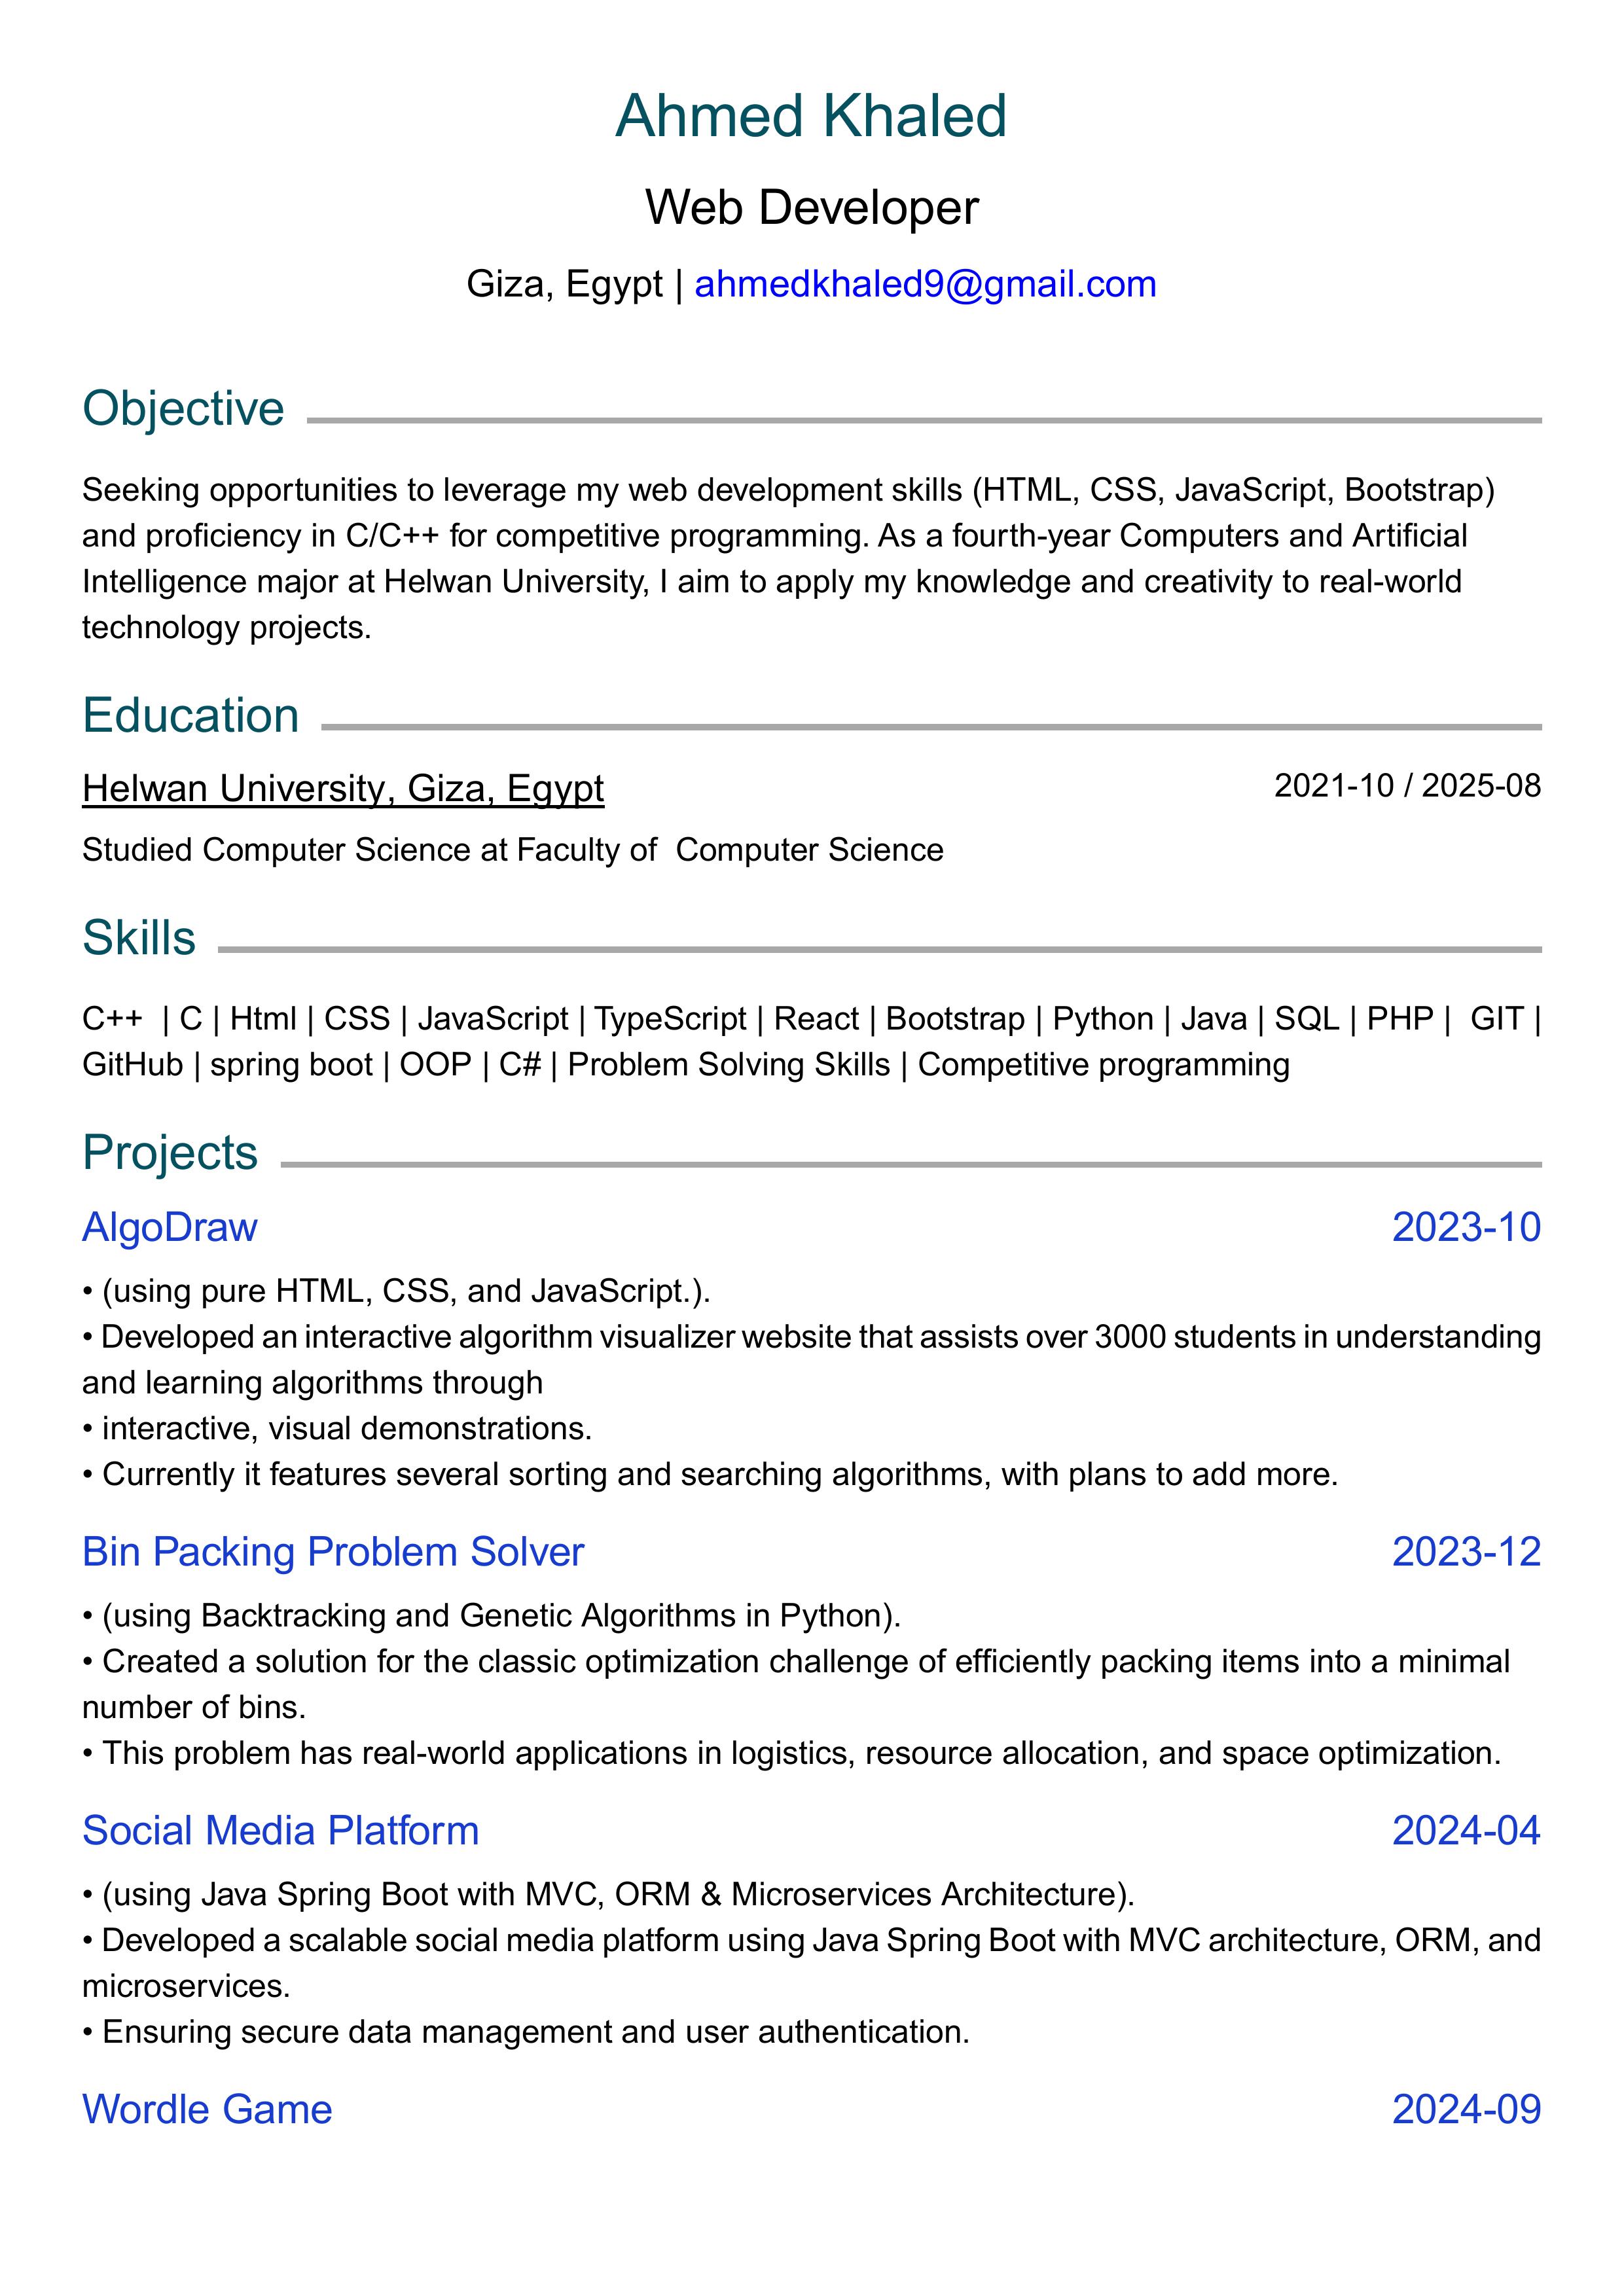 Ahmed Khaled
Web Developer
Giza, Egypt | ahmedkhaled9@gmail.com
Objective
Seeking opportunities to leverage my web development skills (HTML, CSS, JavaScript, Bootstrap)
and proficiency in C/C++ for competitive programming. As a fourth-year Computers and Artificial
Intelligence major at Helwan University, I aim to apply my knowledge and creativity to real-world
technology projects.
Education
Helwan University, Giza, Egypt 2021-10 / 2025-08
Studied Computer Science at Faculty of  Computer Science
Skills
C++  | C | Html | CSS | JavaScript | TypeScript | React | Bootstrap | Python | Java | SQL | PHP |  GIT |
GitHub | spring boot | OOP | C# | Problem Solving Skills | Competitive programming
Projects
AlgoDraw 2023-10
• (using pure HTML, CSS, and JavaScript.).
• Developed an interactive algorithm visualizer website that assists over 3000 students in understanding
and learning algorithms through
• interactive, visual demonstrations.
• Currently it features several sorting and searching algorithms, with plans to add more.
Bin Packing Problem Solver 2023-12
• (using Backtracking and Genetic Algorithms in Python).
• Created a solution for the classic optimization challenge of efficiently packing items into a minimal
number of bins.
• This problem has real-world applications in logistics, resource allocation, and space optimization.
Social Media Platform 2024-04
• (using Java Spring Boot with MVC, ORM & Microservices Architecture).
• Developed a scalable social media platform using Java Spring Boot with MVC architecture, ORM, and
microservices.
• Ensuring secure data management and user authentication.
Wordle Game 2024-09